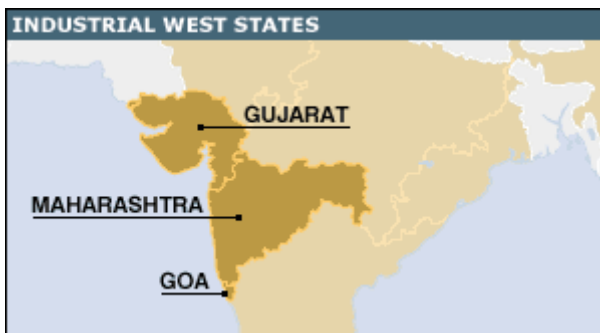 INDUSTRIAL WEST STATES
GUJARAT
MAHARASHTRA
GOA